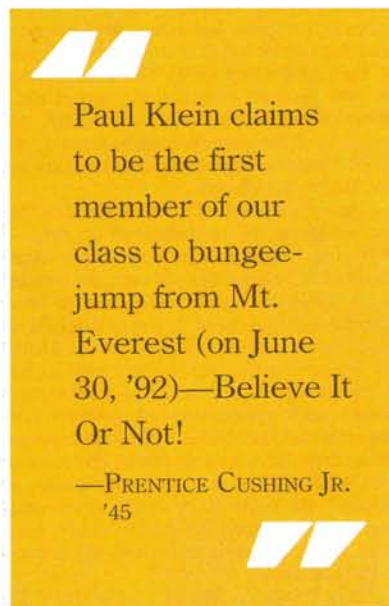 Paul Klein claims
to be the first
member of our
class to bungee-
jump from Mt.
Everest (on June
30, '92)—Believe It
Or Not!
—PRENTICE CUSHING JR.
'45